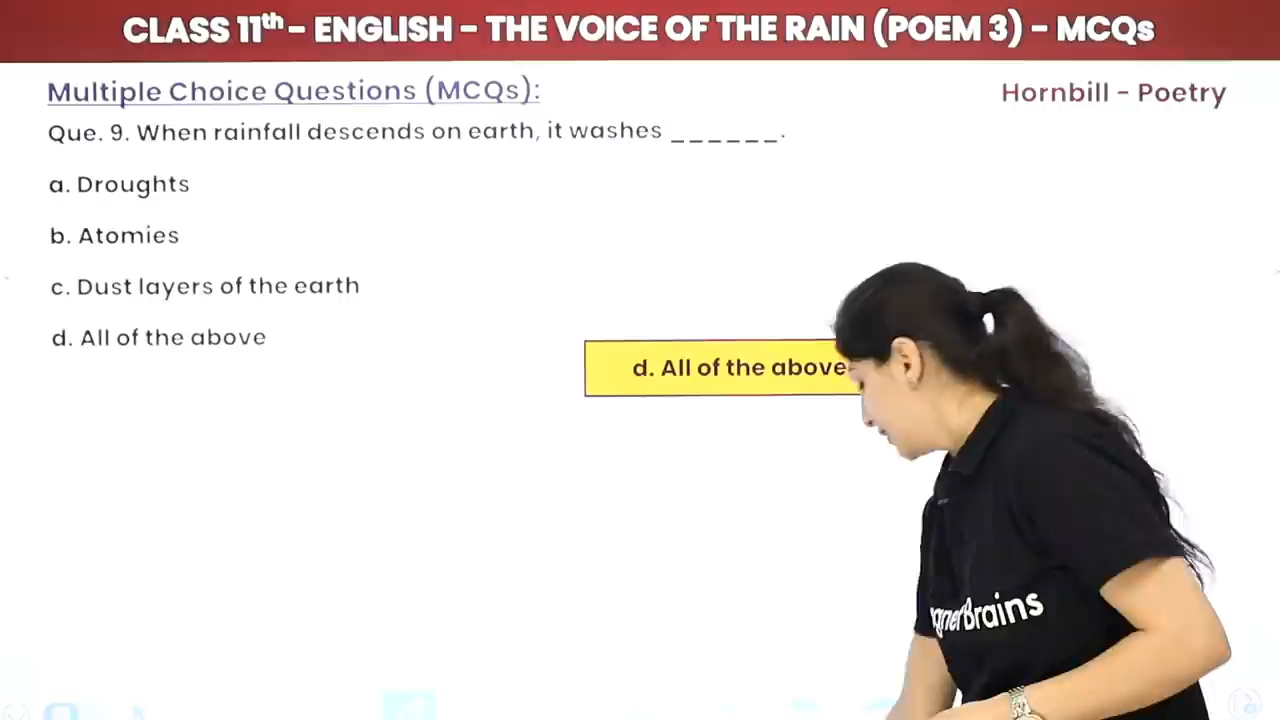 CLASS 11th - ENGLISH - THE VOICE OF THE RAIN (POEM 3) - MCQs
Multiple Choice Questions (MCQs):
Hornbill - Poetry
Que. 9. When rainfall descends on earth, it washes ______.
a. Droughts
b. Atomies
c. Dust layers of the earth
d. All of the above
d. All of the above